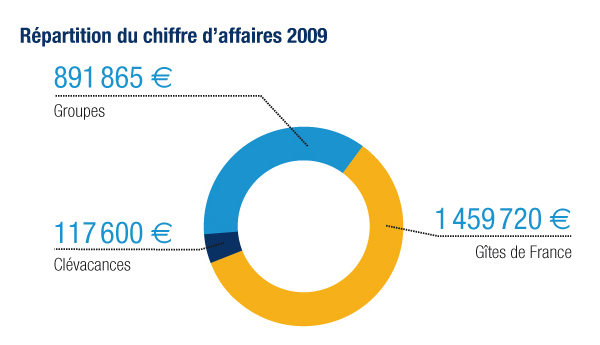 Répartition du chiffre d’affaires 2009
891 865 €
Groupes
117 600 €
Clévacances
1 459 720 €
Gîtes de France